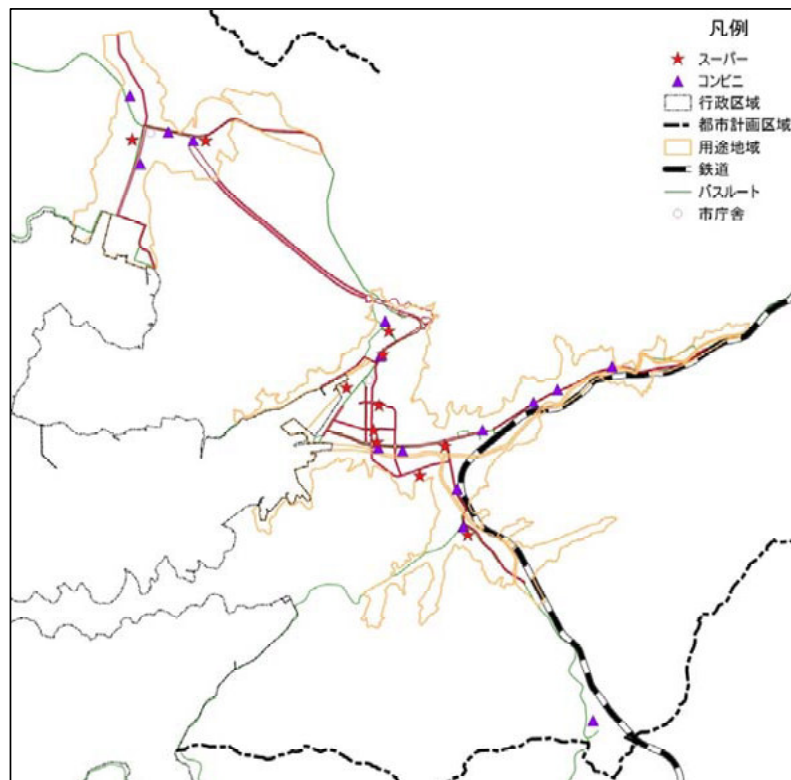 凡例
スーパー
コンビニ
行政区域
都市計画区域
用途地域
鉄道
バスルート
市庁舎